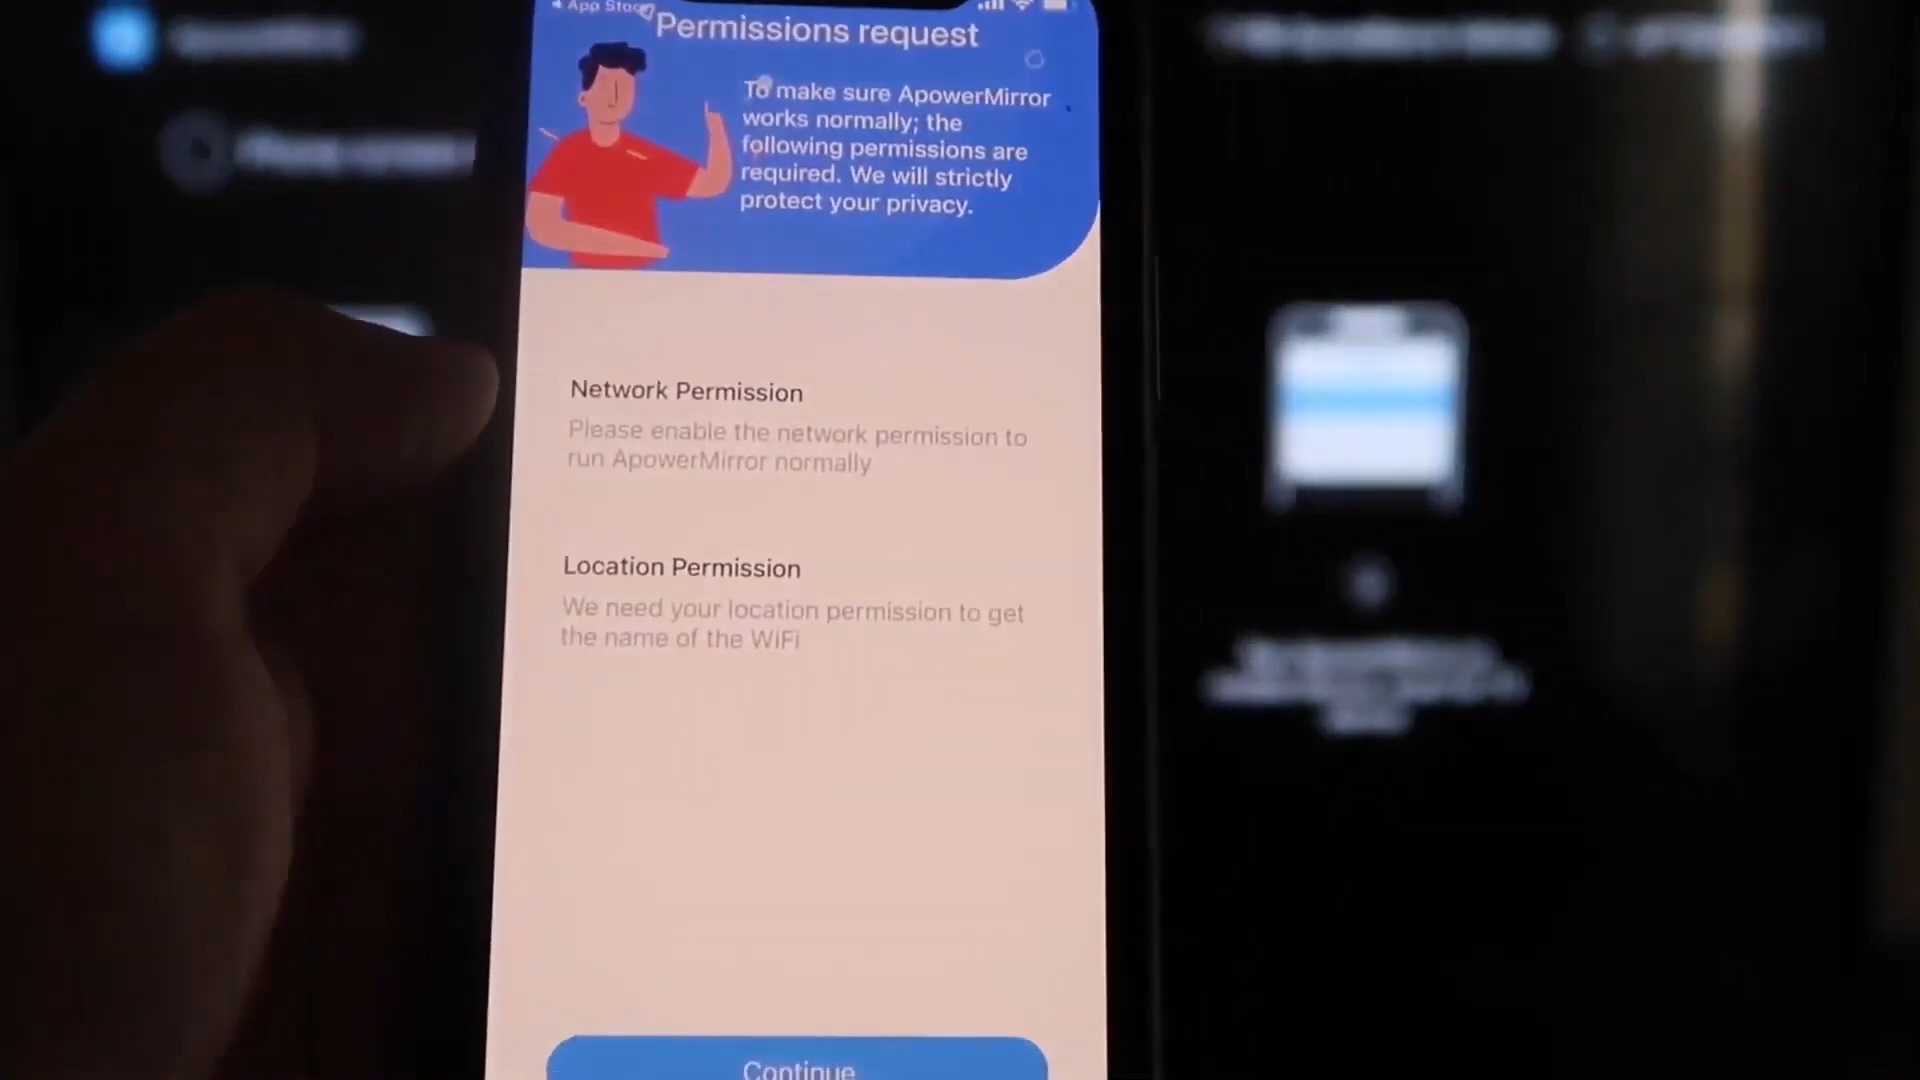 App Store
Permissions request
To make sure ApowerMirror
works normally; the
following permissions are
required. We will strictly
protect your privacy.
Network Permission
Please enable the network permission to
run ApowerMirror normally
Location Permission
We need your location permission to get
the name of the WiFi
Continue